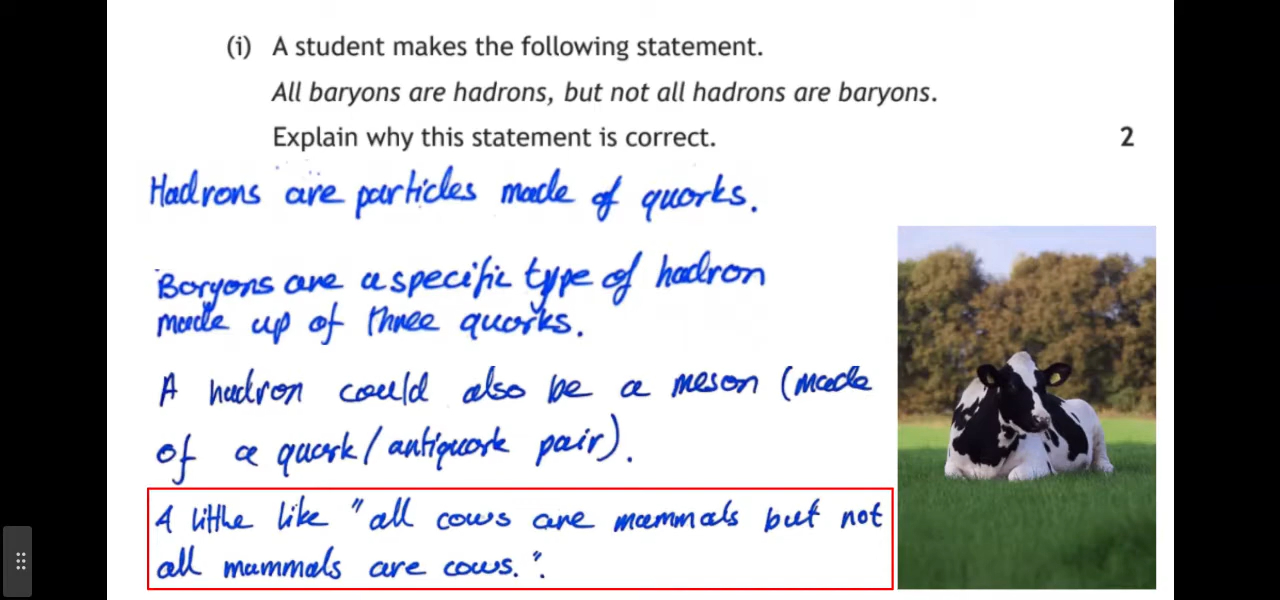 (i) A student makes the following statement.
All baryons are hadrons, but not all hadrons are baryons.
Explain why this statement is correct. 2
Hadrons are particles made of quarks.
Baryons are a specific type of hadron
made up of three quarks.
A hadron could also be a meson (made
of a quark/antiquark pair).
A little like "all cows are mammals but not
all mammals are cows.".